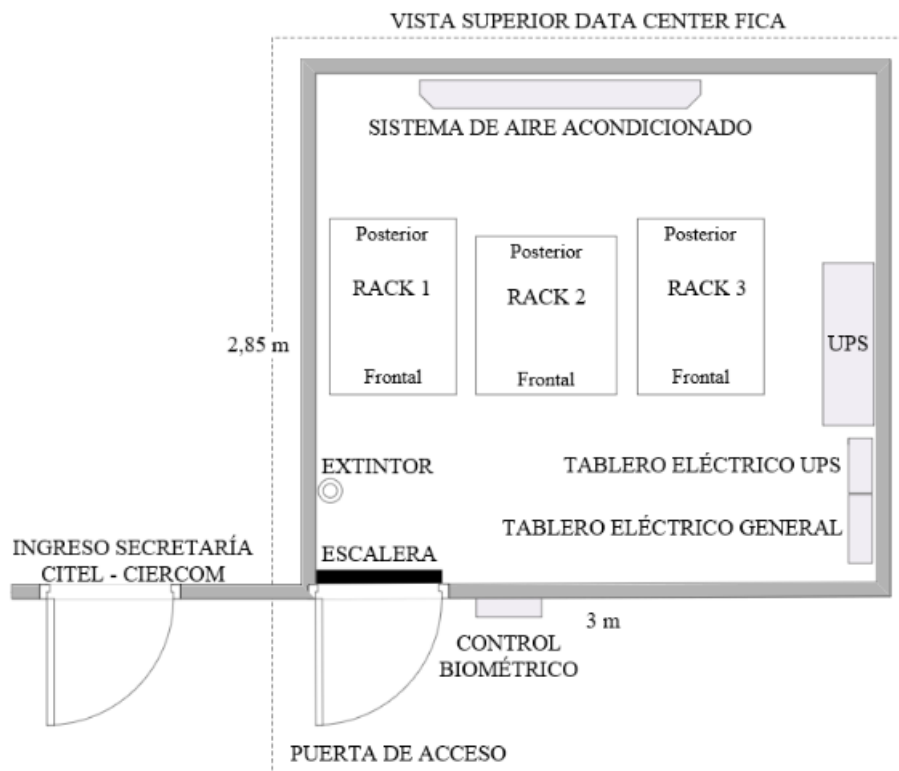 VISTA SUPERIOR DATA CENTER FICA
SISTEMA DE AIRE ACONDICIONADO
Posterior
RACK 1
Frontal
Posterior
RACK 2
Frontal
Posterior
RACK 3
Frontal
2,85 m
UPS
EXTINTOR
TABLERO ELÉCTRICO UPS
TABLERO ELÉCTRICO GENERAL
INGRESO SECRETARÍA
CITEL - CIERCOM
ESCALERA
3 m
CONTROL
BIOMÉTRICO
PUERTA DE ACCESO